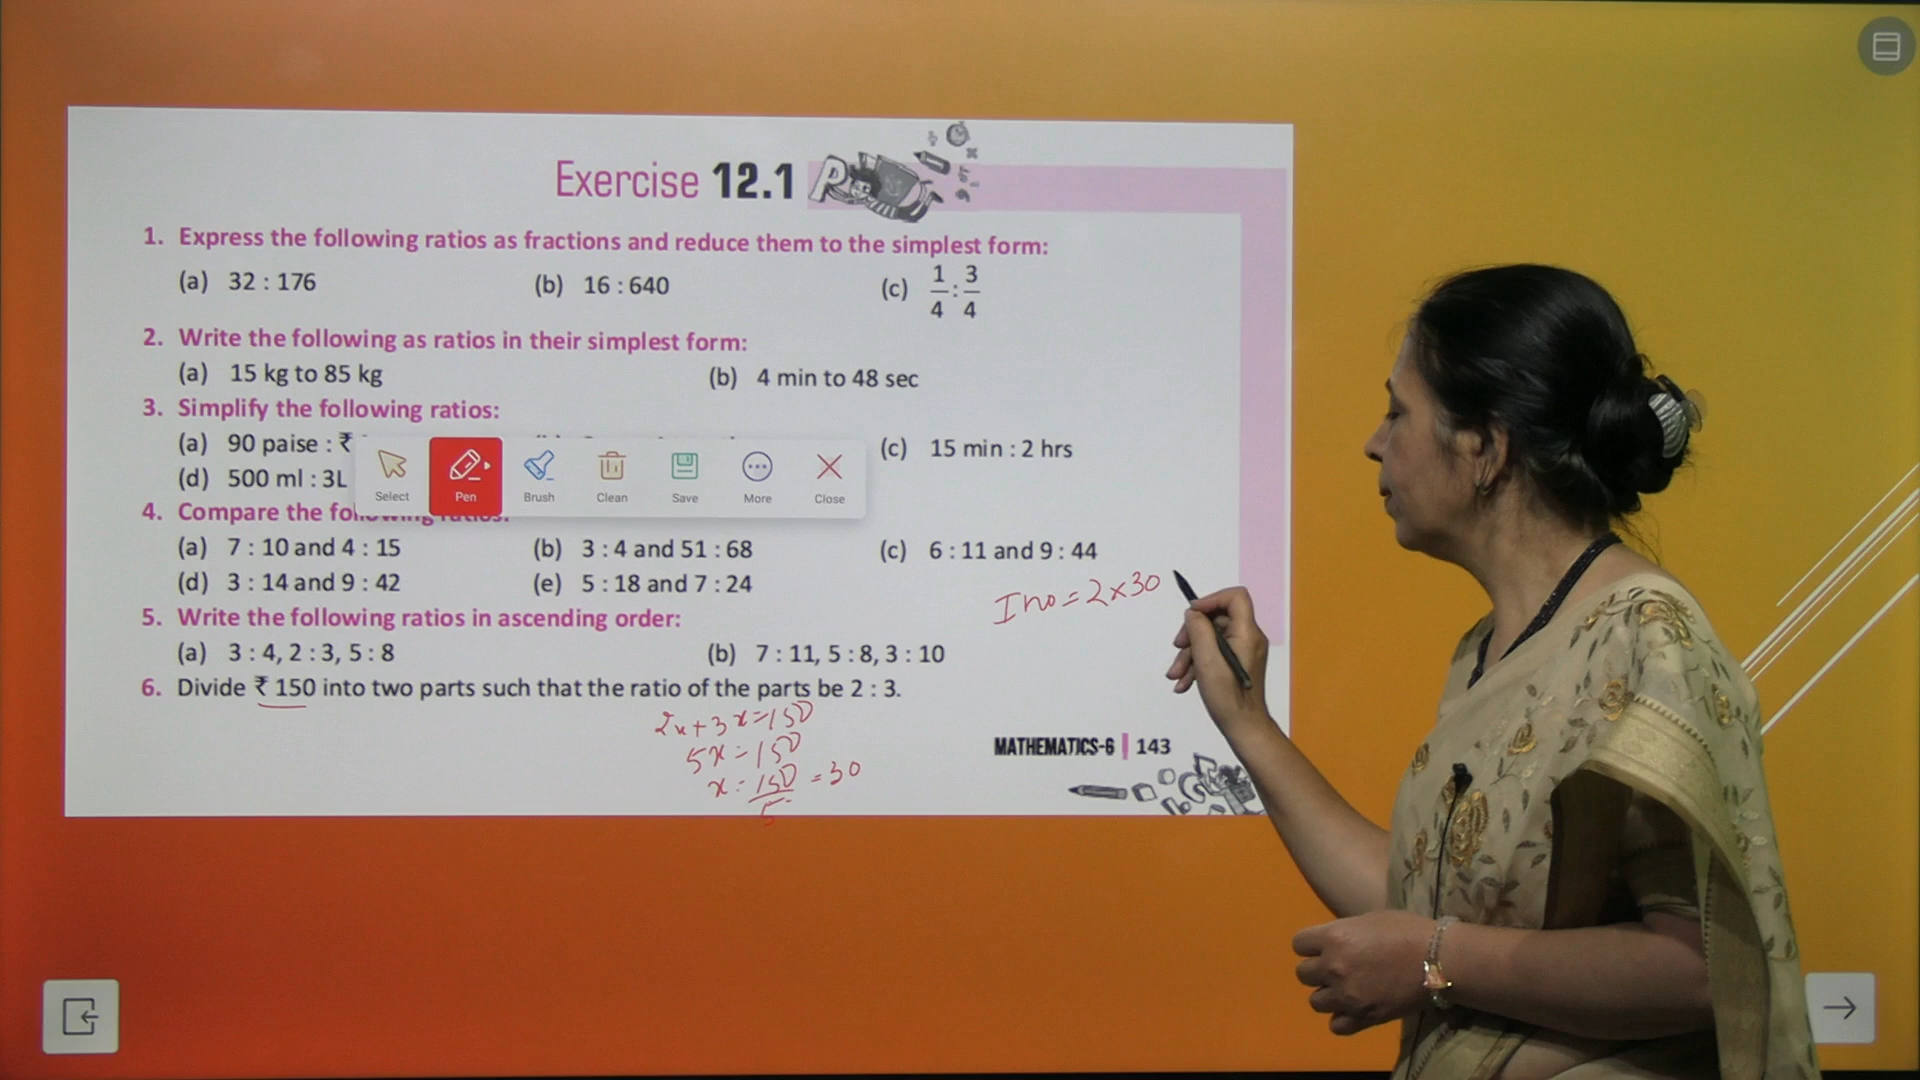 Exercise 12.1
1. Express the following ratios as fractions and reduce them to the simplest form:
(a) 32 : 176 (b) 16 : 640 (c) 1/4 : 3/4
2. Write the following as ratios in their simplest form:
(a) 15 kg to 85 kg (b) 4 min to 48 sec
3. Simplify the following ratios:
(a) 90 paise : ₹ (c) 15 min : 2 hrs
(d) 500 ml : 3L
Select Pen Brush Clean Save More Close
4. Compare the following ratios:
(a) 7 : 10 and 4 : 15 (b) 3 : 4 and 51 : 68 (c) 6 : 11 and 9 : 44
(d) 3 : 14 and 9 : 42 (e) 5 : 18 and 7 : 24
I no = 2 x 30
5. Write the following ratios in ascending order:
(a) 3 : 4, 2 : 3, 5 : 8 (b) 7 : 11, 5 : 8, 3 : 10
6. Divide ₹ 150 into two parts such that the ratio of the parts be 2 : 3.
2x+3x=150
5x=150
x=150/5=30
MATHEMATICS-6 | 143